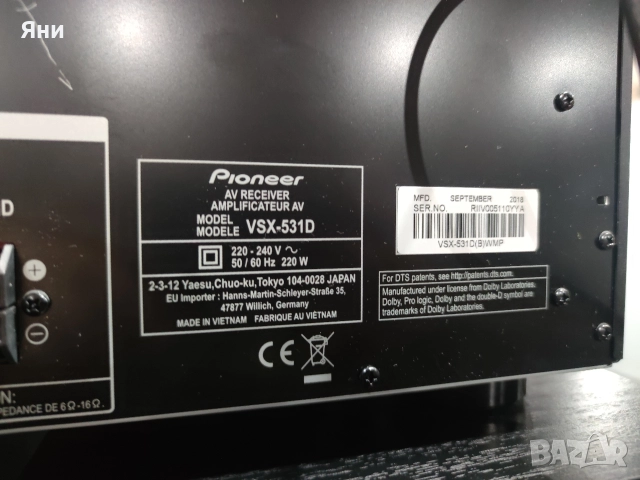 Яни
D
Pioneer
AV RECEIVER
AMPLIFICATEUR AV
MODEL
MODELE VSX-531D
220 - 240 V ~
50 / 60 Hz 220 W
2-3-12 Yaesu,Chuo-ku,Tokyo 104-0028 JAPAN
EU Importer : Hanns-Martin-Schleyer-Straße 35,
47877 Willich, Germany
MADE IN VIETNAM FABRIQUE AU VIÊTNAM
MFD. SEPTEMBER 2018
SER.NO.
VSX-531D(B)WMP
For DTS patents, see http://patents.dts.com.
Manufactured under license from Dolby Laboratories.
Dolby, Pro logic, Dolby and the double-D symbol are
trademarks of Dolby Laboratories.
CE
+
−
N:
PEDANCE DE 6Ω-16Ω.
BAZAR